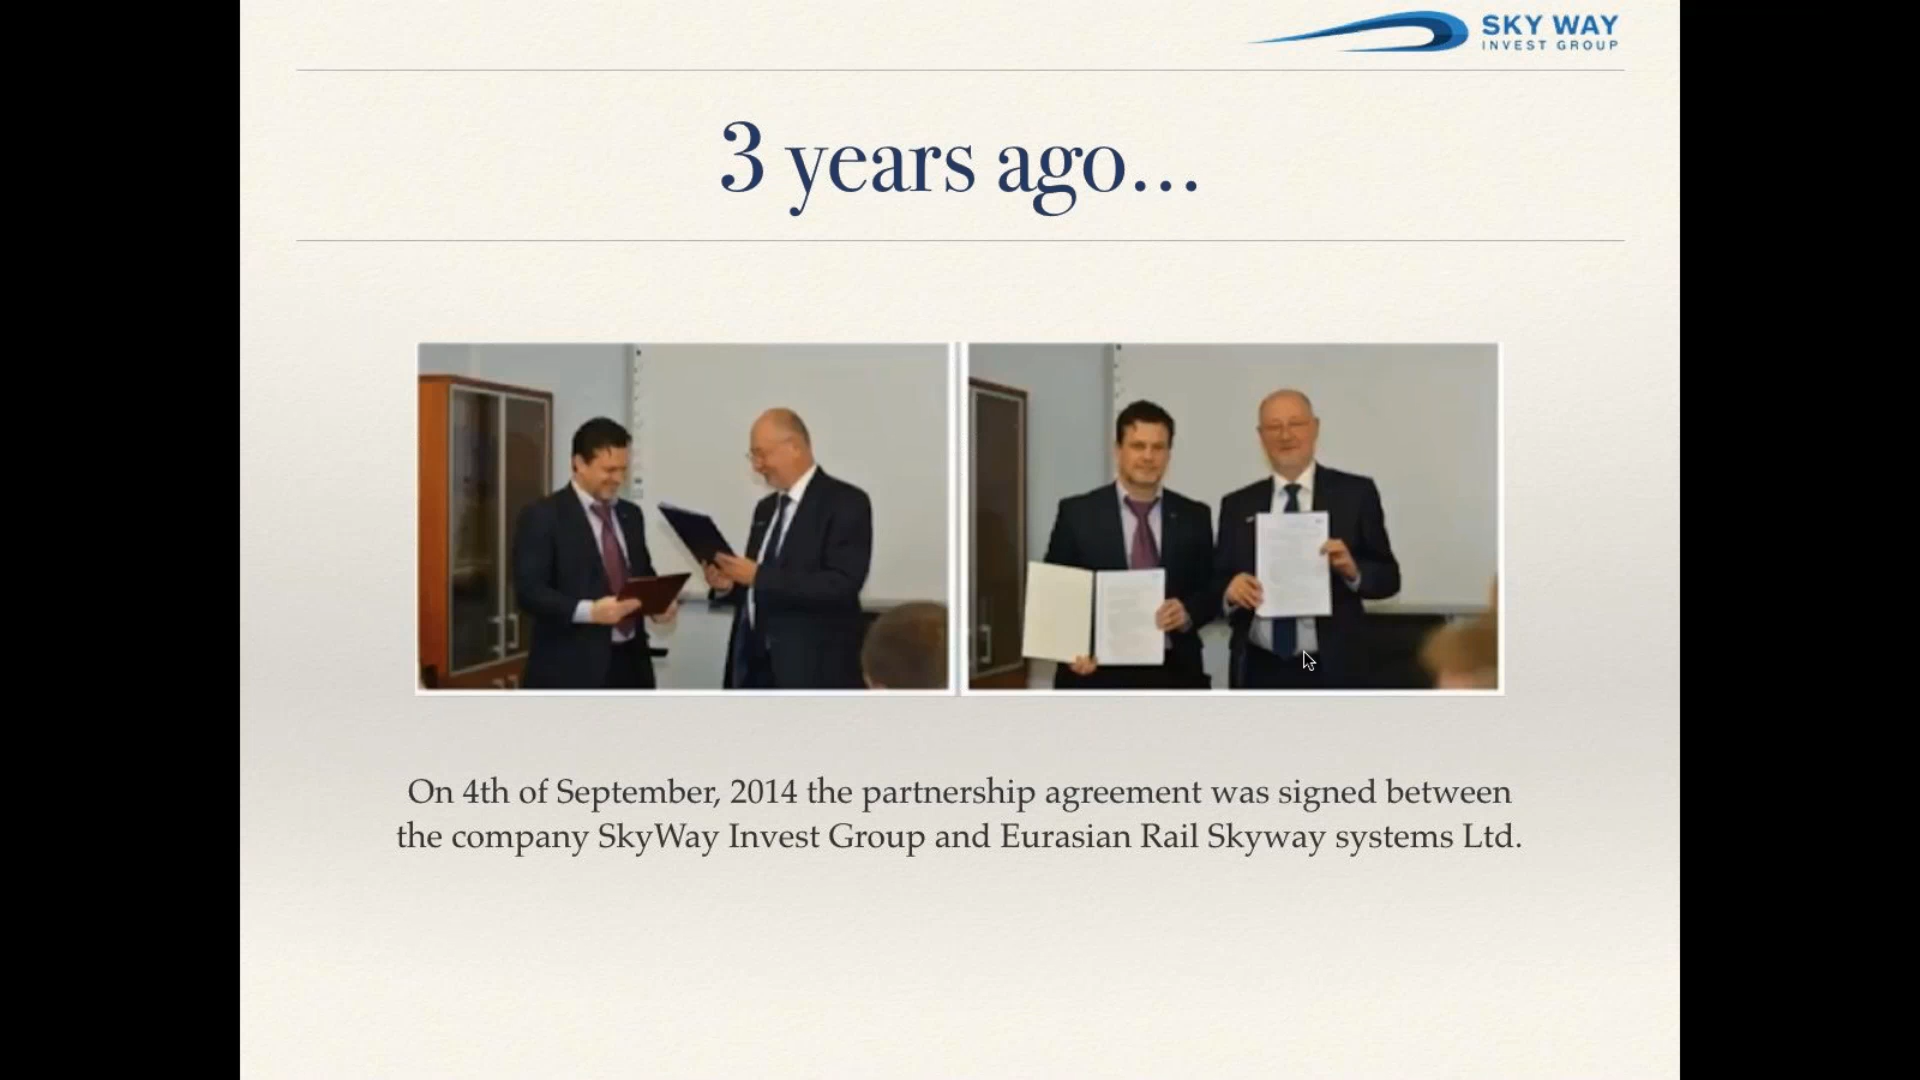 SKY WAY
INVEST GROUP
3 years ago...
On 4th of September, 2014 the partnership agreement was signed between
the company SkyWay Invest Group and Eurasian Rail Skyway systems Ltd.